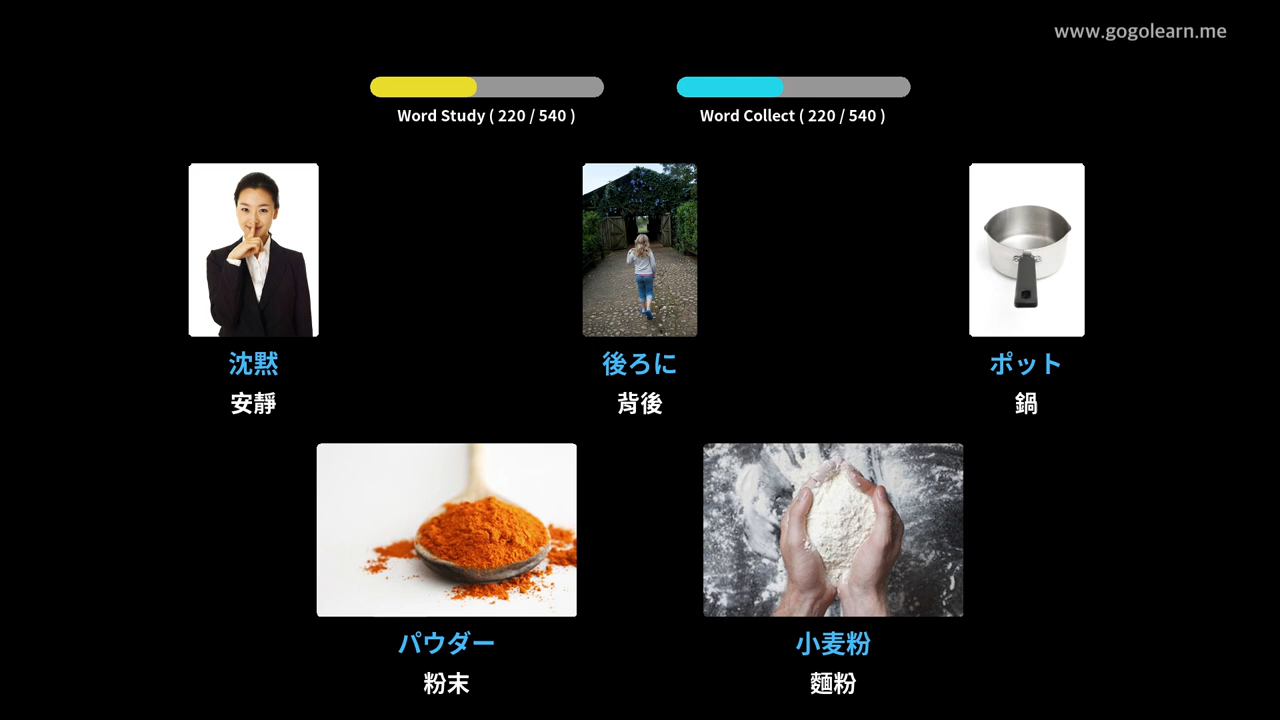 www.gogolearn.me
Word Study ( 220 / 540 )
Word Collect ( 220 / 540 )
沈黙
安靜
後ろに
背後
ポット
鍋
パウダー
粉末
小麦粉
麵粉